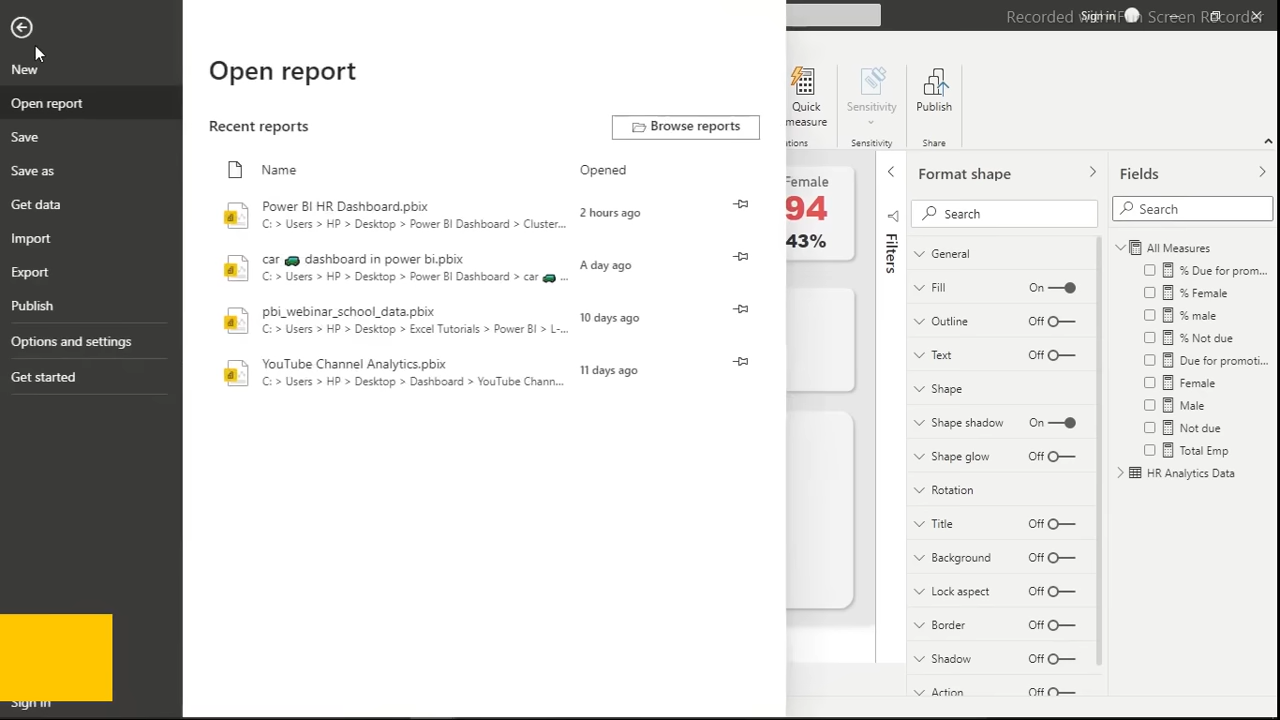 Recorded with iFun Screen Recorder
Sign in
New
Open report
Save
Save as
Get data
Import
Export
Publish
Options and settings
Get started
Sign in
Open report
Recent reports
Browse reports
Name
Opened
Power BI HR Dashboard.pbix
C: > Users > HP > Desktop > Power BI Dashboard > Cluster...
2 hours ago
car 🚗 dashboard in power bi.pbix
C: > Users > HP > Desktop > Power BI Dashboard > car 🚗 ...
A day ago
pbi_webinar_school_data.pbix
C: > Users > HP > Desktop > Excel Tutorials > Power BI > L-...
10 days ago
YouTube Channel Analytics.pbix
C: > Users > HP > Desktop > Dashboard > YouTube Chann...
11 days ago
Quick
measure
Sensitivity
Publish
ations
Sensitivity
Share
Female
94
43%
Filters
Format shape
Search
General
Fill On
Outline Off
Text Off
Shape
Shape shadow On
Shape glow Off
Rotation
Title Off
Background Off
Lock aspect Off
Border Off
Shadow Off
Action Off
Fields
Search
All Measures
% Due for prom...
% Female
% male
% Not due
Due for promoti...
Female
Male
Not due
Total Emp
HR Analytics Data